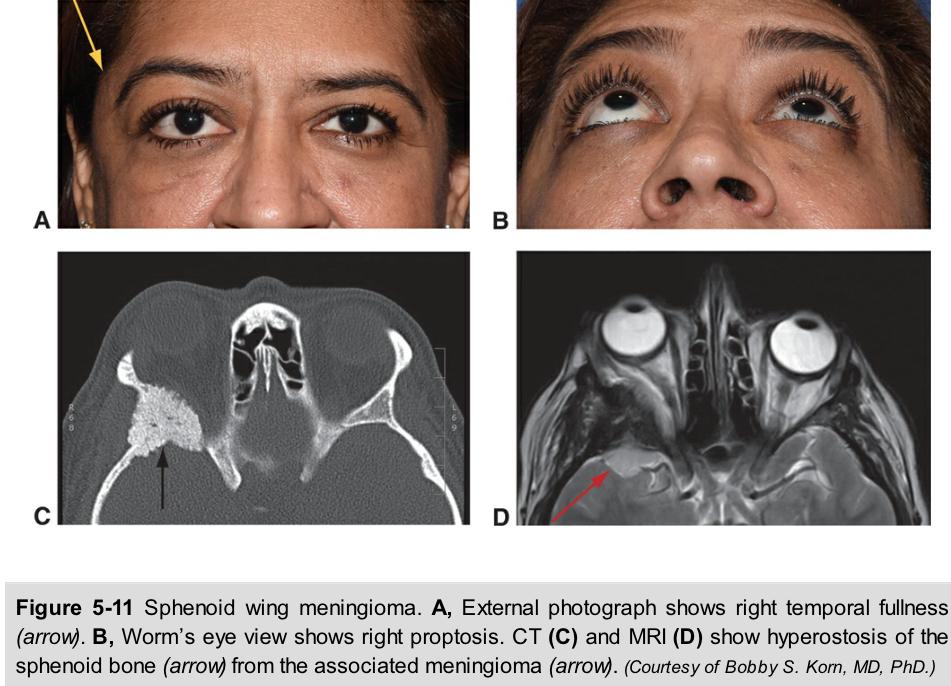 A
B
R
6
8
L
6
9
C
D
Figure 5-11 Sphenoid wing meningioma. A, External photograph shows right temporal fullness
(arrow). B, Worm’s eye view shows right proptosis. CT (C) and MRI (D) show hyperostosis of the
sphenoid bone (arrow) from the associated meningioma (arrow). (Courtesy of Bobby S. Korn, MD, PhD.)